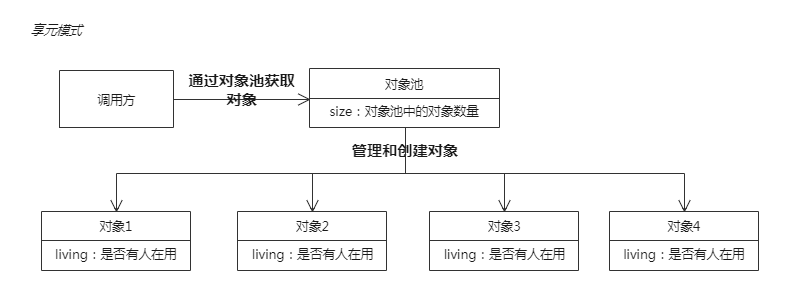 享元模式
调用方
通过对象池获取
对象
对象池
size：对象池中的对象数量
管理和创建对象
对象1
living：是否有人在用
对象2
living：是否有人在用
对象3
living：是否有人在用
对象4
living：是否有人在用